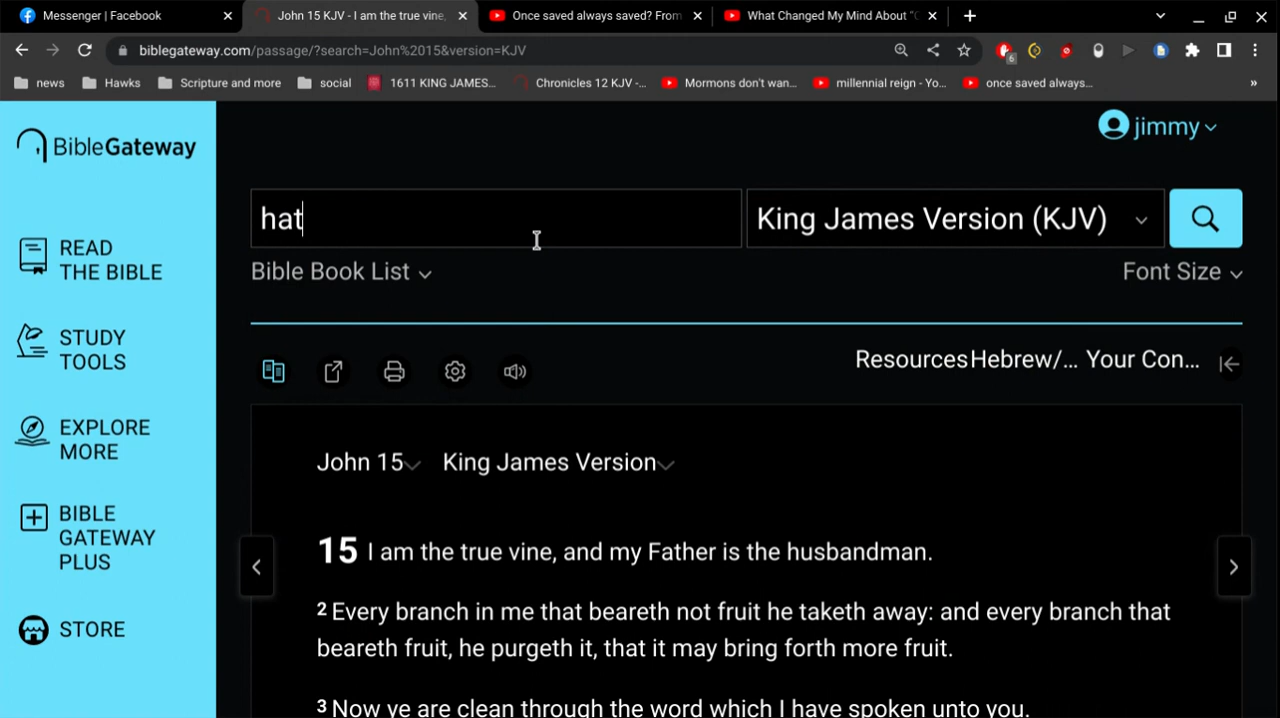 Messenger | Facebook
John 15 KJV - I am the true vine,
Once saved always saved? From
What Changed My Mind About "C
biblegateway.com/passage/?search=John%2015&version=KJV
6
news
Hawks
Scripture and more
social
1611 KING JAMES...
Chronicles 12 KJV -...
Mormons don't wan...
millennial reign - Yo...
once saved always...
»
BibleGateway
jimmy
hat
King James Version (KJV)
Bible Book List
Font Size
READ
THE BIBLE
STUDY
TOOLS
EXPLORE
MORE
BIBLE
GATEWAY
PLUS
STORE
Resources
Hebrew/...
Your Con...
John 15
King James Version
15 I am the true vine, and my Father is the husbandman.
2 Every branch in me that beareth not fruit he taketh away: and every branch that
beareth fruit, he purgeth it, that it may bring forth more fruit.
3 Now ye are clean through the word which I have spoken unto you.